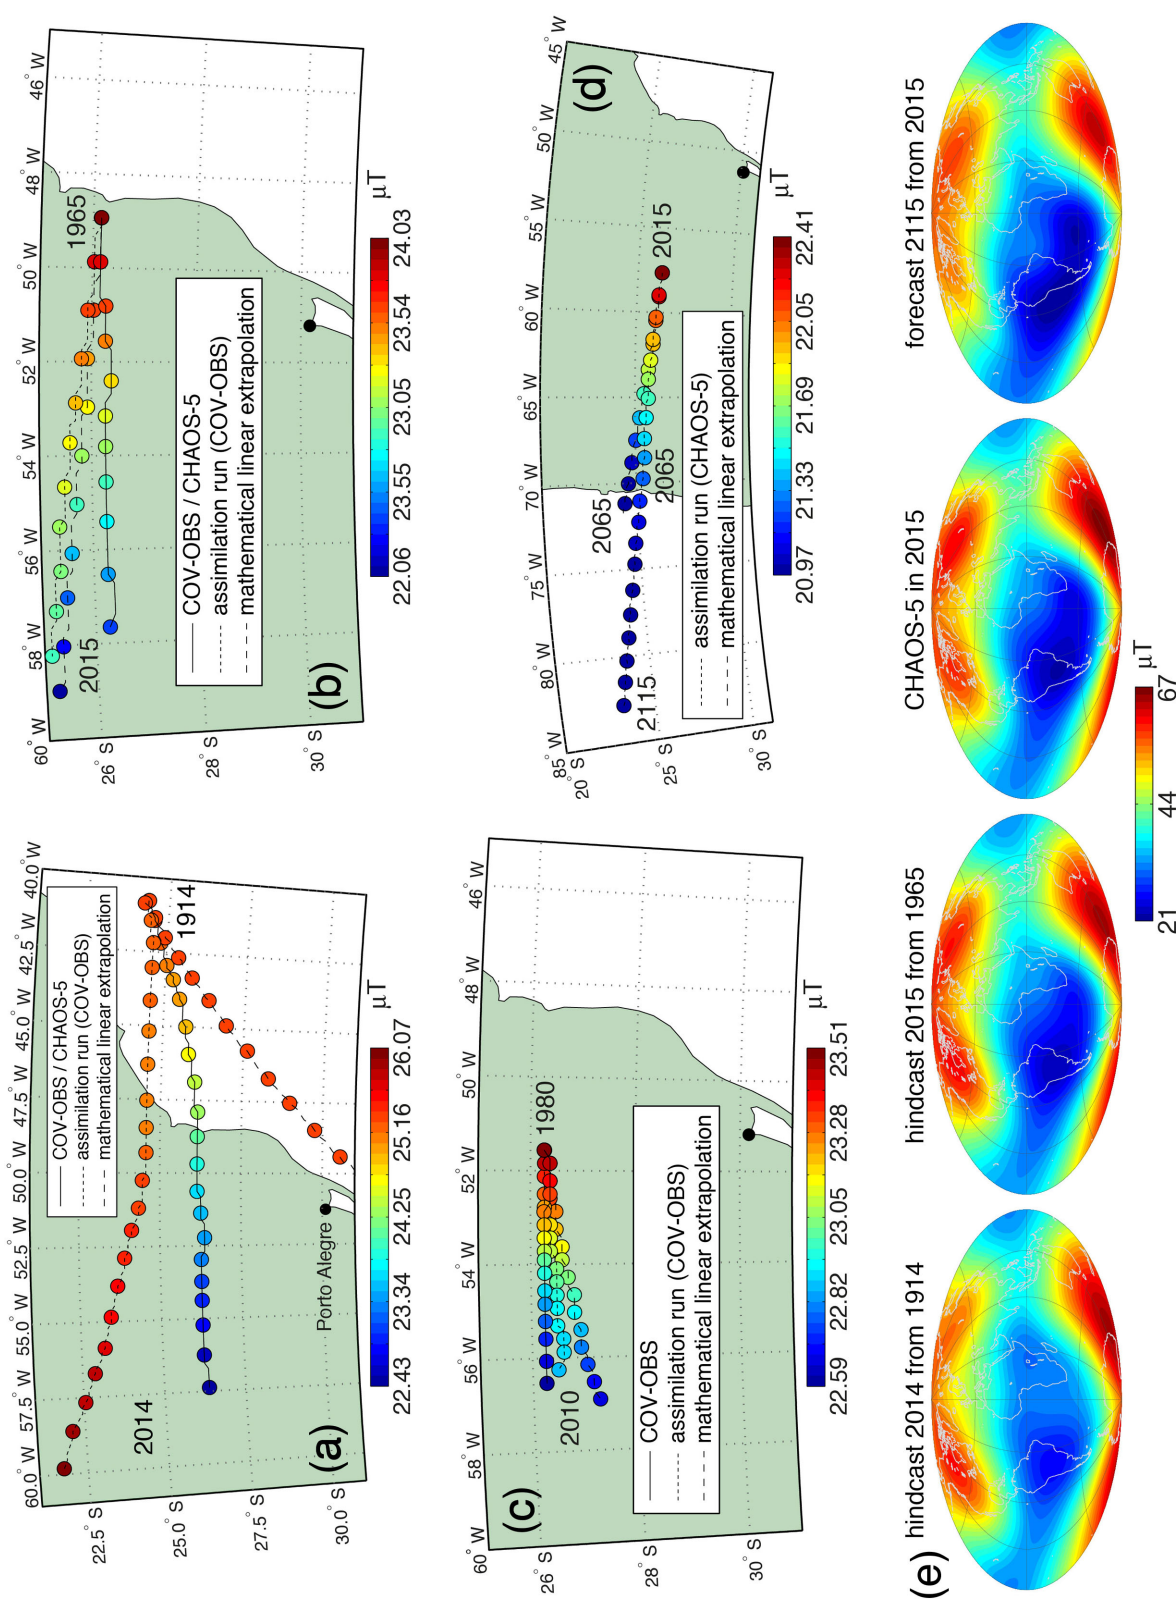 60.0° W 57.5° W 55.0° W 52.5° W 50.0° W 47.5° W 45.0° W 42.5° W 40.0° W
22.5° S
25.0° S
27.5° S
30.0° S
COV-OBS / CHAOS-5
assimilation run (COV-OBS)
mathematical linear extrapolation
2014
1914
Porto Alegre
(a)
22.43 23.34 24.25 25.16 26.07
μT
60° W 58° W 56° W 54° W 52° W 50° W 48° W 46° W
26° S
28° S
30° S
1965
2015
COV-OBS / CHAOS-5
assimilation run (COV-OBS)
mathematical linear extrapolation
(b)
22.06 23.55 23.05 23.54 24.03
μT
60° W 58° W 56° W 54° W 52° W 50° W 48° W 46° W
26° S
28° S
30° S
(c)
1980
2010
COV-OBS
assimilation run (COV-OBS)
mathematical linear extrapolation
22.59 22.82 23.05 23.28 23.51
μT
85° W 80° W 75° W 70° W 65° W 60° W 55° W 50° W 45° W
20° S
25° S
30° S
(d)
2065
2115
2065
2015
assimilation run (CHAOS-5)
mathematical linear extrapolation
20.97 21.33 21.69 22.05 22.41
μT
(e)
hindcast 2014 from 1914
hindcast 2015 from 1965
CHAOS-5 in 2015
forecast 2115 from 2015
21 44 67
μT